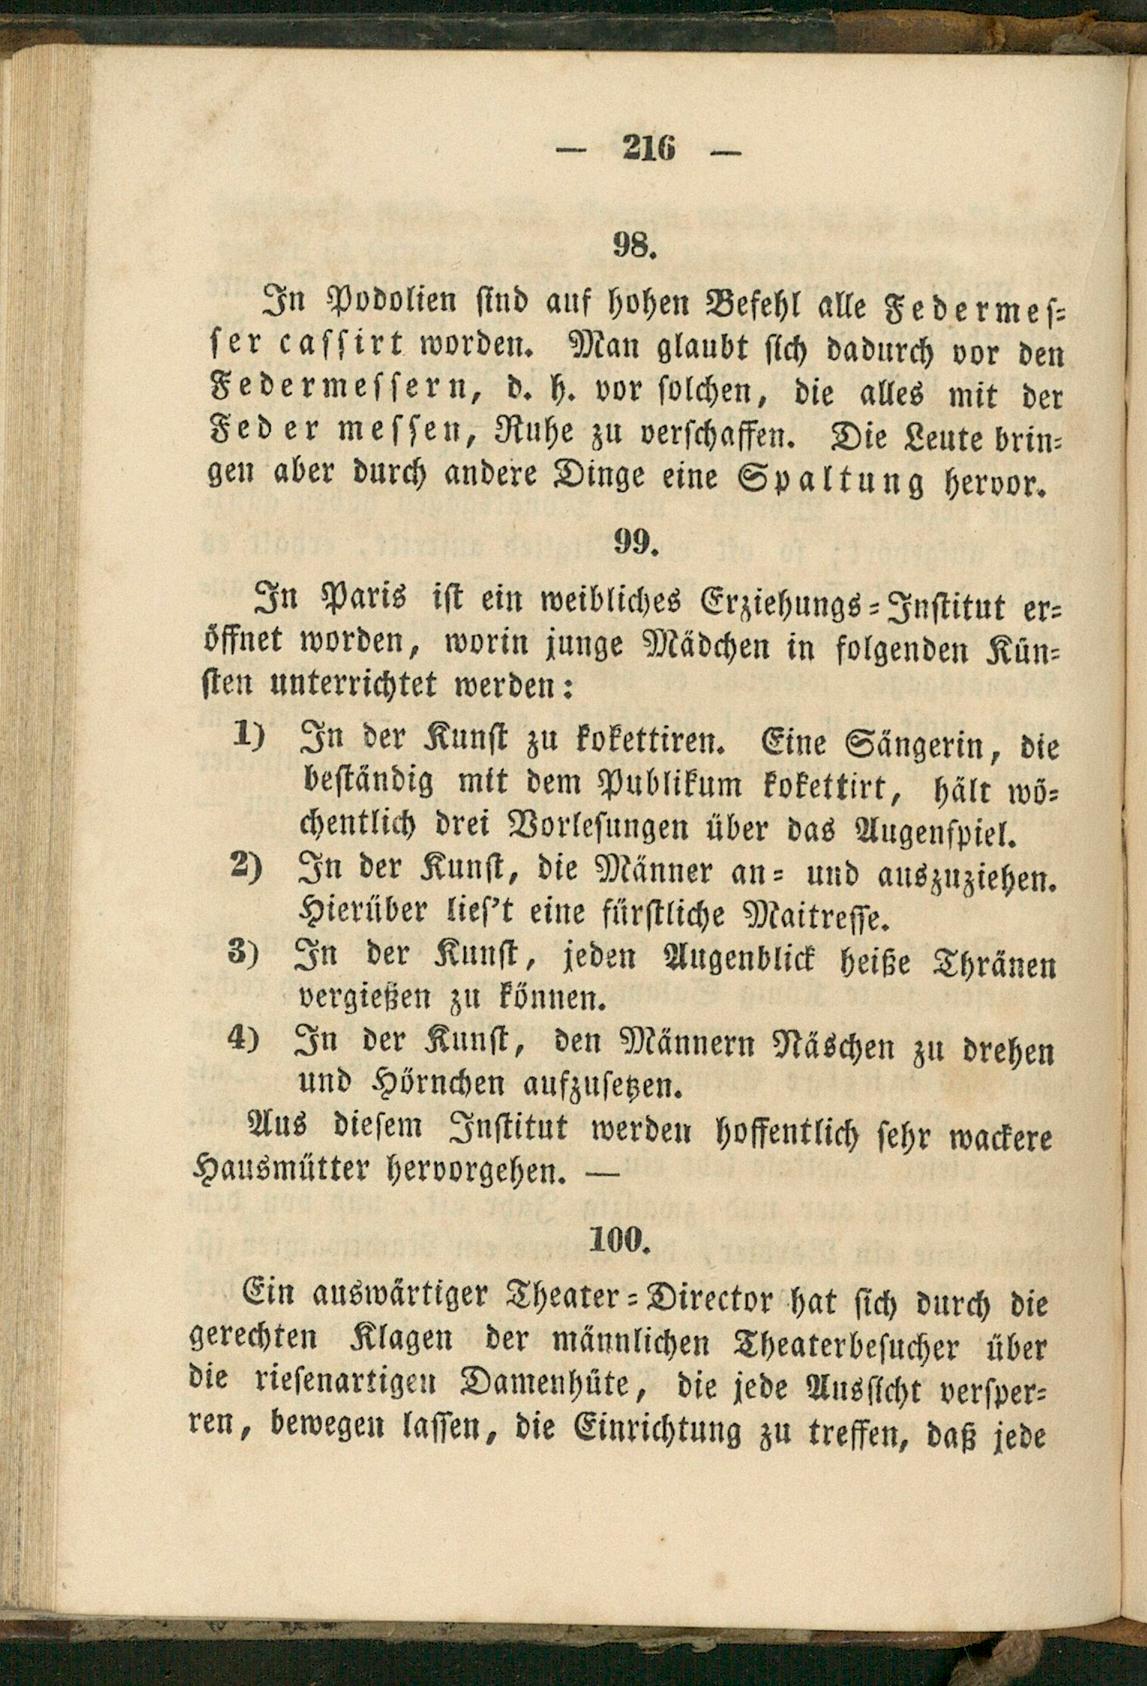 — 216 —
98.
In Podolien sind auf hohen Befehl alle Federmes-
ser cassirt worden. Man glaubt sich dadurch vor den
Federmessern, d. h. vor solchen, die alles mit der
Feder messen, Ruhe zu verschaffen. Die Leute brin-
gen aber durch andere Dinge eine Spaltung hervor.
99.
In Paris ist ein weibliches Erziehungs-Institut er-
öffnet worden, worin junge Mädchen in folgenden Kün-
sten unterrichtet werden:
1) In der Kunst zu kokettiren. Eine Sängerin, die
beständig mit dem Publikum kokettirt, hält wö-
chentlich drei Vorlesungen über das Augenspiel.
2) In der Kunst, die Männer an- und auszuziehen.
Hierüber lies't eine fürstliche Maitresse.
3) In der Kunst, jeden Augenblick heiße Thränen
vergießen zu können.
4) In der Kunst, den Männern Näschen zu drehen
und Hörnchen aufzusetzen.
Aus diesem Institut werden hoffentlich sehr wackere
Hausmütter hervorgehen. —
100.
Ein auswärtiger Theater-Director hat sich durch die
gerechten Klagen der männlichen Theaterbesucher über
die riesenartigen Damenhüte, die jede Aussicht versper-
ren, bewegen lassen, die Einrichtung zu treffen, daß jede